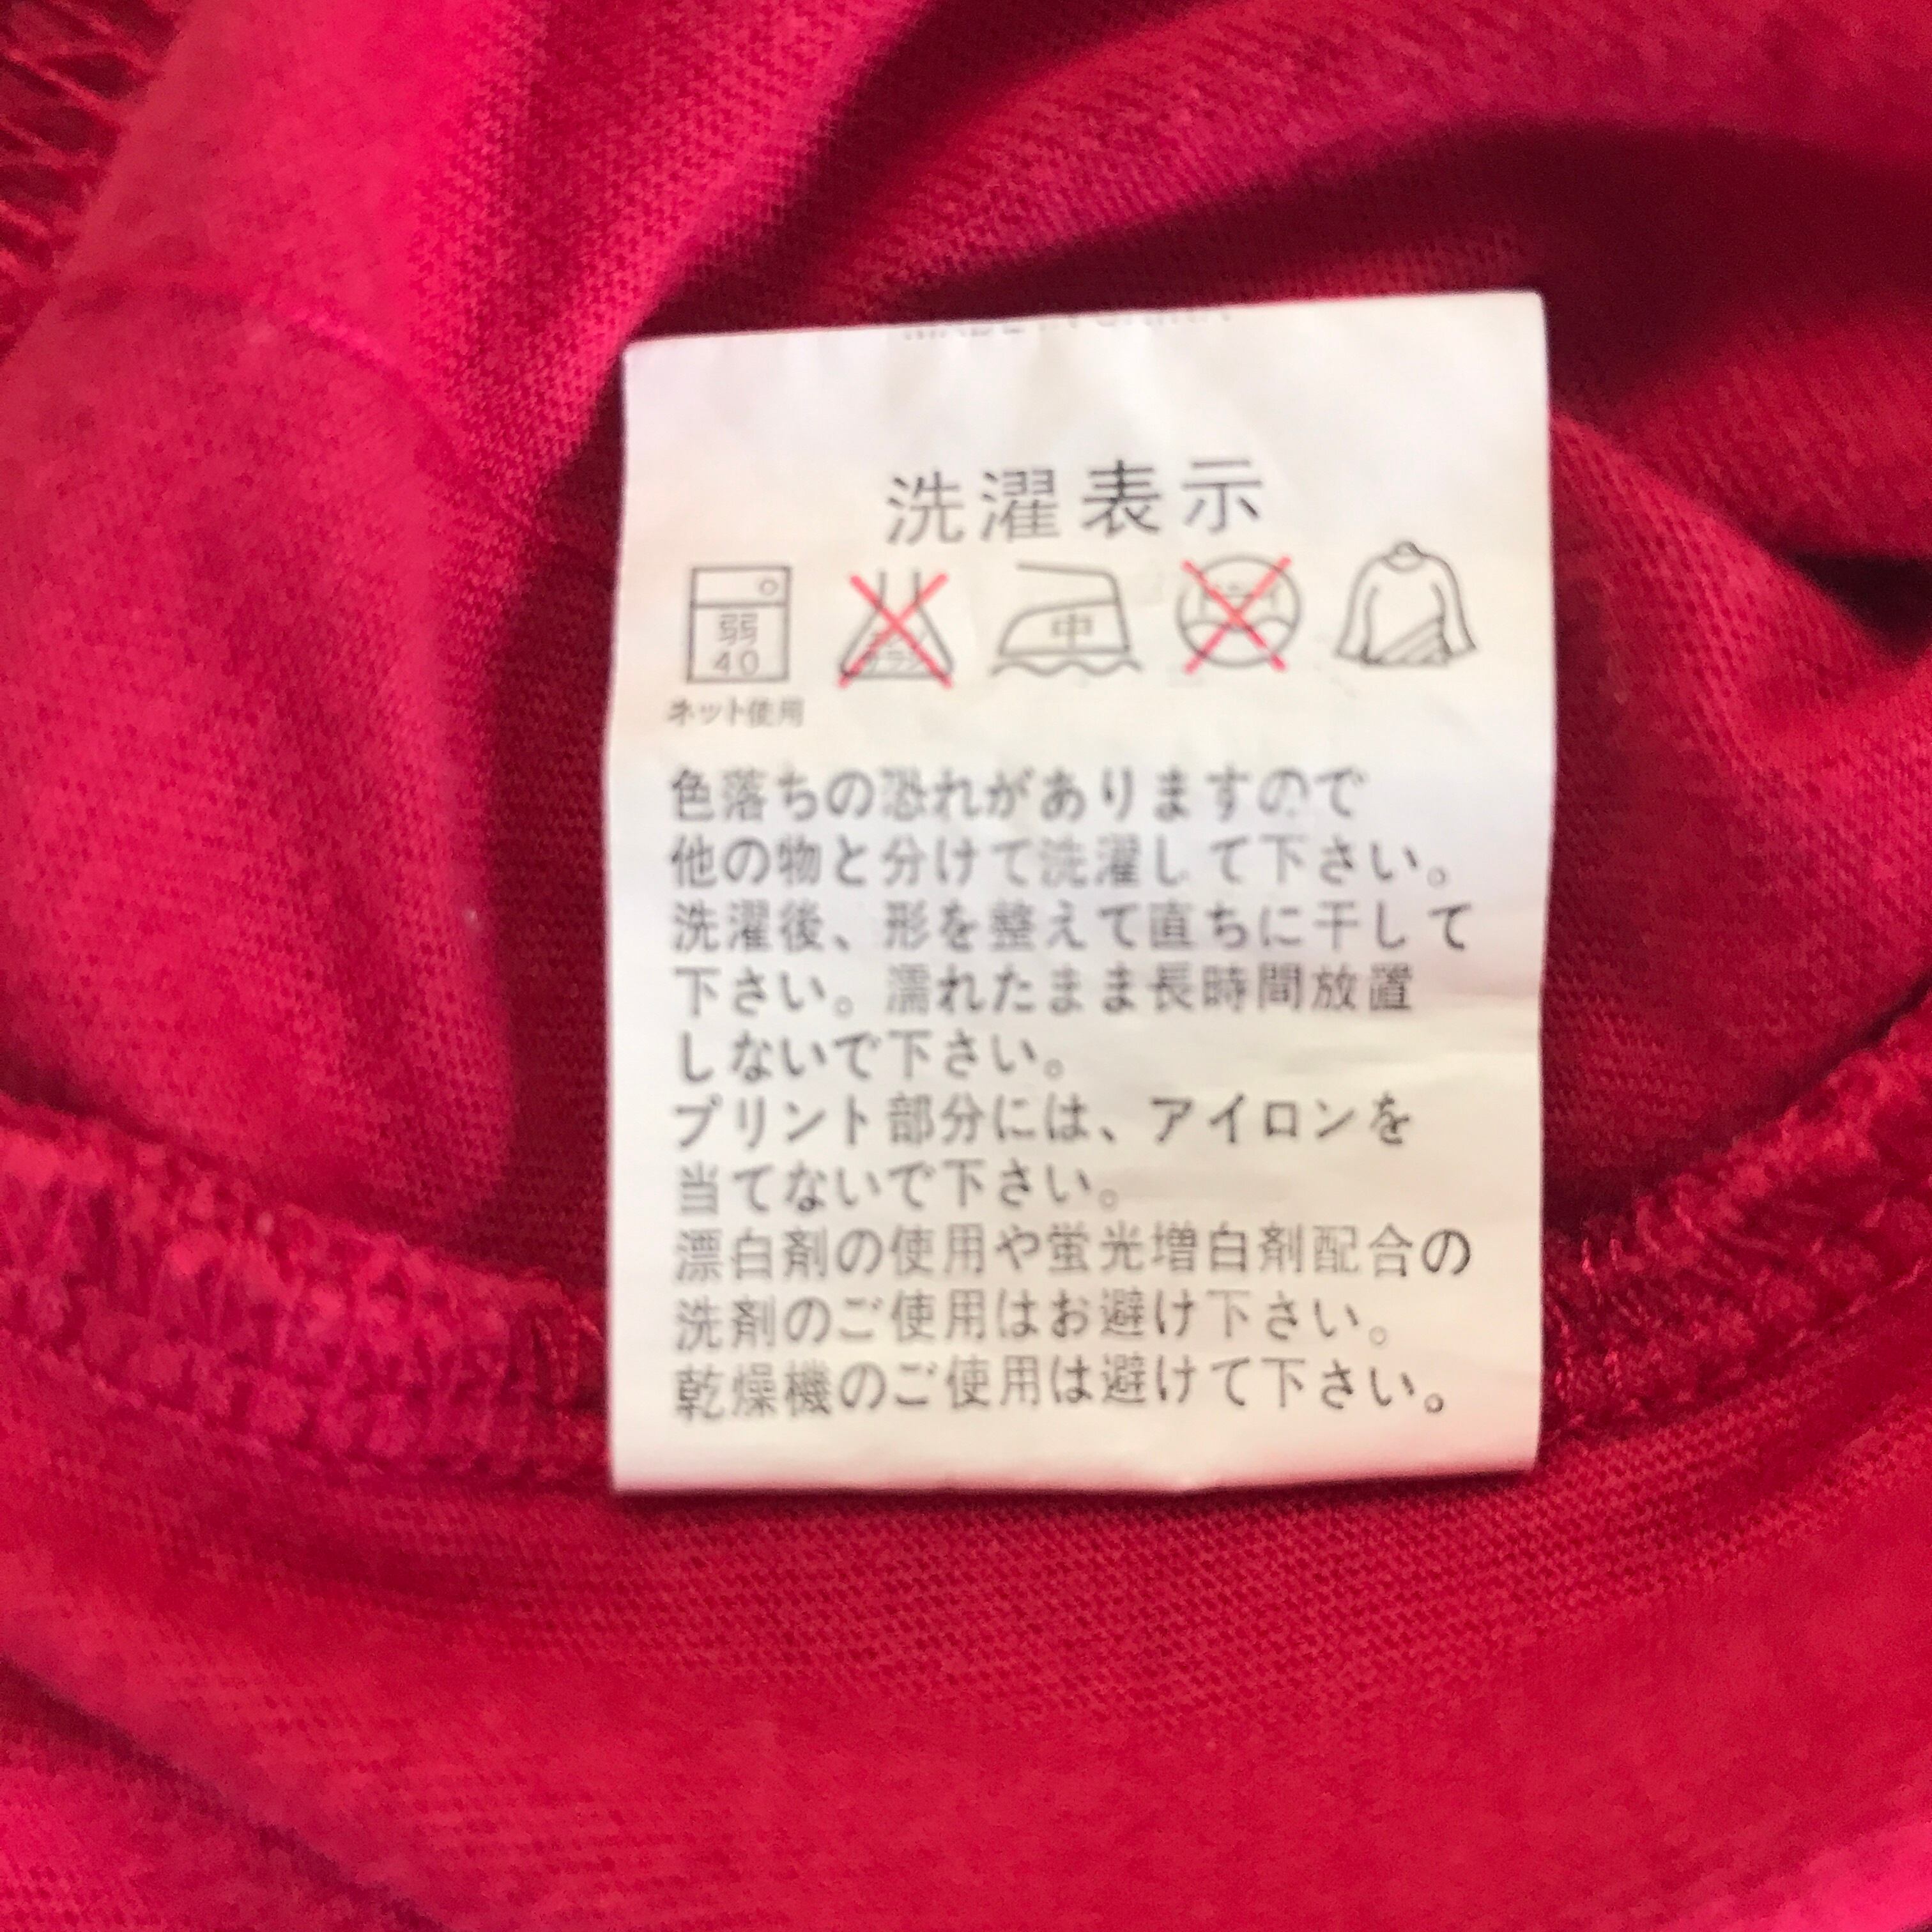 MADE IN CHINA
洗濯表示
弱
40
中
ネット使用
色落ちの恐れがありますので
他の物と分けて洗濯して下さい。
洗濯後、形を整えて直ちに干して
下さい。濡れたまま長時間放置
しないで下さい。
プリント部分には、アイロンを
当てないで下さい。
漂白剤の使用や蛍光増白剤配合の
洗剤のご使用はお避け下さい。
乾燥機のご使用は避けて下さい。